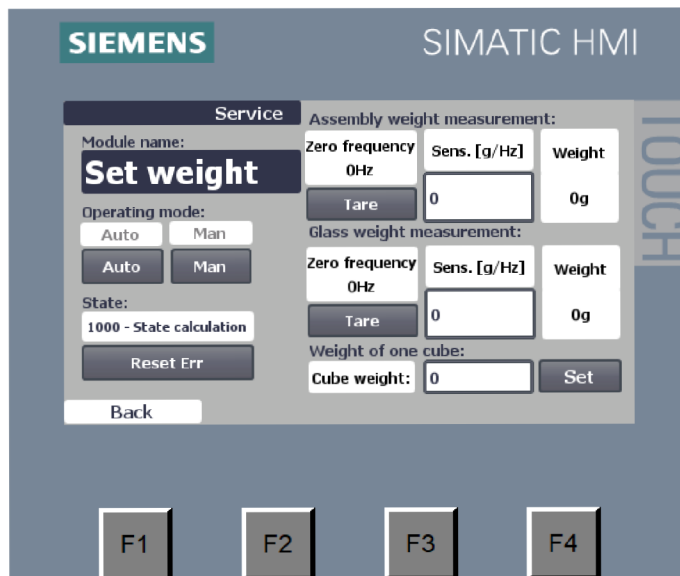 SIEMENS
SIMATIC HMI
TOUCH
Service
Module name:
Set weight
Operating mode:
Auto Man
Auto Man
State:
1000 - State calculation
Reset Err
Back
Assembly weight measurement:
Zero frequency Sens. [g/Hz] Weight
0Hz
Tare 0 0g
Glass weight measurement:
Zero frequency Sens. [g/Hz] Weight
0Hz
Tare 0 0g
Weight of one cube:
Cube weight: 0 Set
F1 F2 F3 F4